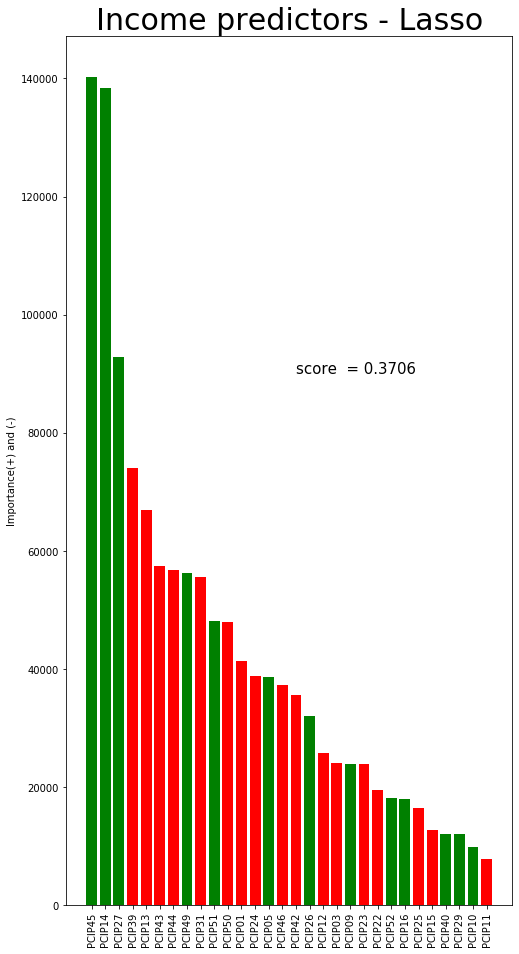 Income predictors - Lasso
140000
120000
100000
80000
60000
40000
20000
0
Importance(+) and (-)
score  = 0.3706
PCIP45
PCIP14
PCIP27
PCIP39
PCIP13
PCIP43
PCIP44
PCIP49
PCIP31
PCIP51
PCIP50
PCIP01
PCIP24
PCIP05
PCIP46
PCIP42
PCIP26
PCIP12
PCIP03
PCIP09
PCIP23
PCIP22
PCIP52
PCIP16
PCIP25
PCIP15
PCIP40
PCIP29
PCIP10
PCIP11